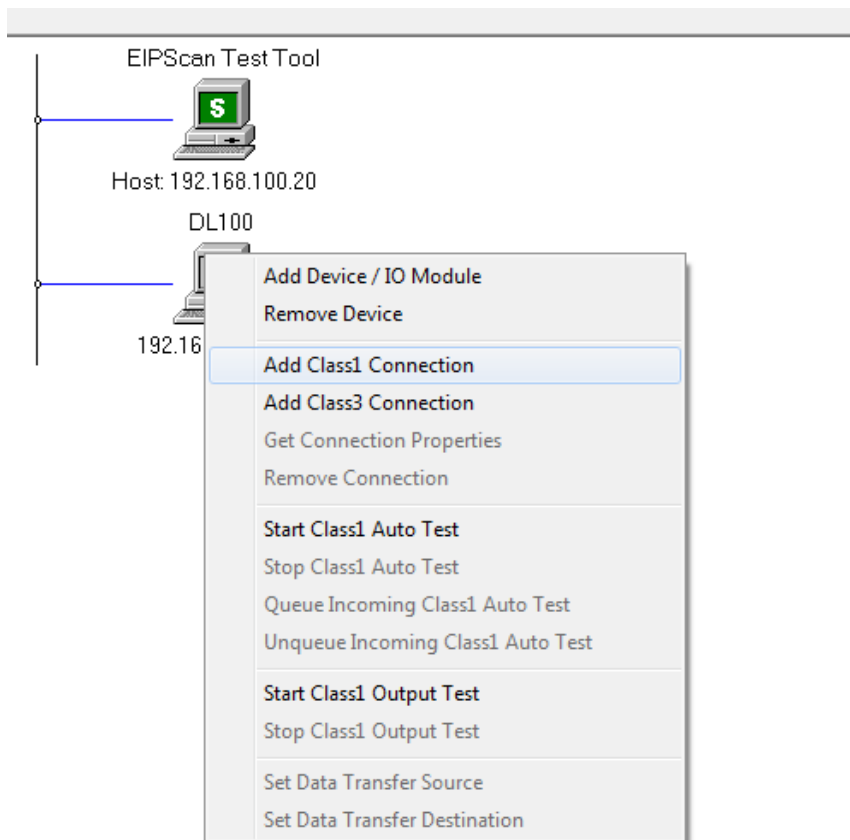 EIPScan Test Tool
S
Host: 192.168.100.20
DL100
192.16
Add Device / IO Module
Remove Device
Add Class1 Connection
Add Class3 Connection
Get Connection Properties
Remove Connection
Start Class1 Auto Test
Stop Class1 Auto Test
Queue Incoming Class1 Auto Test
Unqueue Incoming Class1 Auto Test
Start Class1 Output Test
Stop Class1 Output Test
Set Data Transfer Source
Set Data Transfer Destination